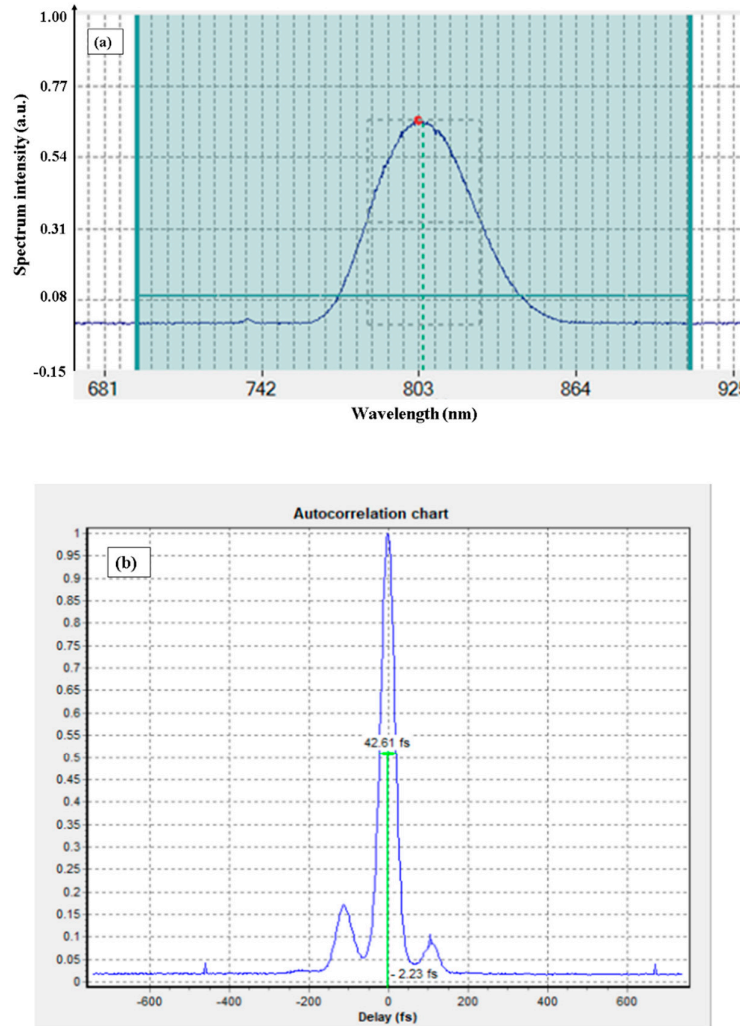 1.00
(a)
0.77
0.54
0.31
0.08
-0.15
Spectrum intensity (a.u.)
681 742 803 864 925
Wavelength (nm)
Autocorrelation chart
(b)
1
0.95
0.9
0.85
0.8
0.75
0.7
0.65
0.6
0.55
0.5
0.45
0.4
0.35
0.3
0.25
0.2
0.15
0.1
0.05
0
42.61 fs
- 2.23 fs
-600 -400 -200 0 200 400 600
Delay (fs)